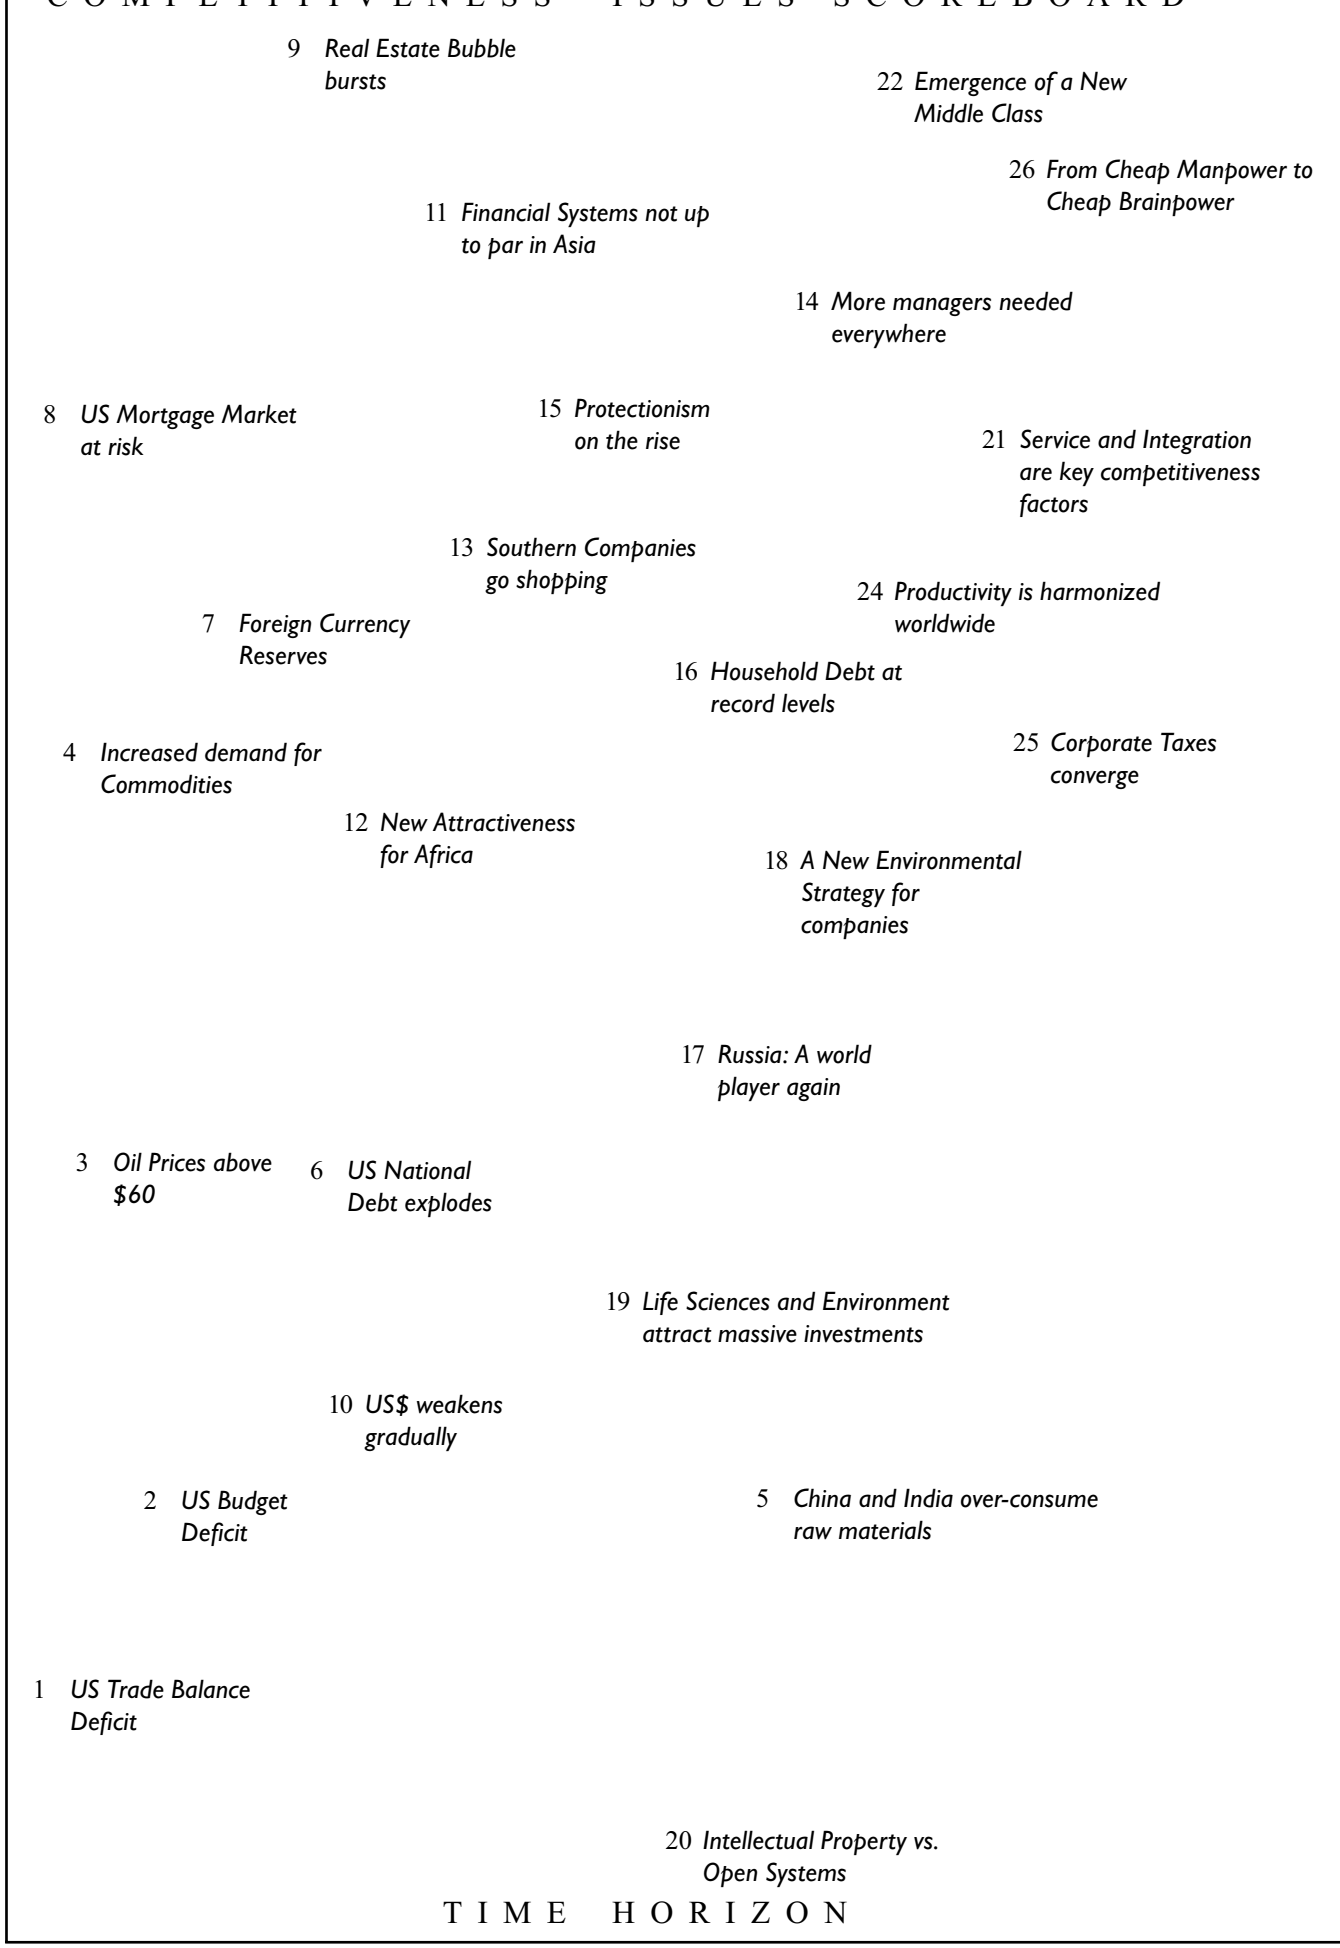 COMPETITIVENESS ISSUES SCOREBOARD
9 Real Estate Bubble
bursts
22 Emergence of a New
Middle Class
26 From Cheap Manpower to
Cheap Brainpower
11 Financial Systems not up
to par in Asia
14 More managers needed
everywhere
8 US Mortgage Market
at risk
15 Protectionism
on the rise
21 Service and Integration
are key competitiveness
factors
13 Southern Companies
go shopping
24 Productivity is harmonized
worldwide
7 Foreign Currency
Reserves
16 Household Debt at
record levels
4 Increased demand for
Commodities
25 Corporate Taxes
converge
12 New Attractiveness
for Africa
18 A New Environmental
Strategy for
companies
17 Russia: A world
player again
3 Oil Prices above
$60
6 US National
Debt explodes
19 Life Sciences and Environment
attract massive investments
10 US$ weakens
gradually
2 US Budget
Deficit
5 China and India over-consume
raw materials
1 US Trade Balance
Deficit
20 Intellectual Property vs.
Open Systems
TIME HORIZON